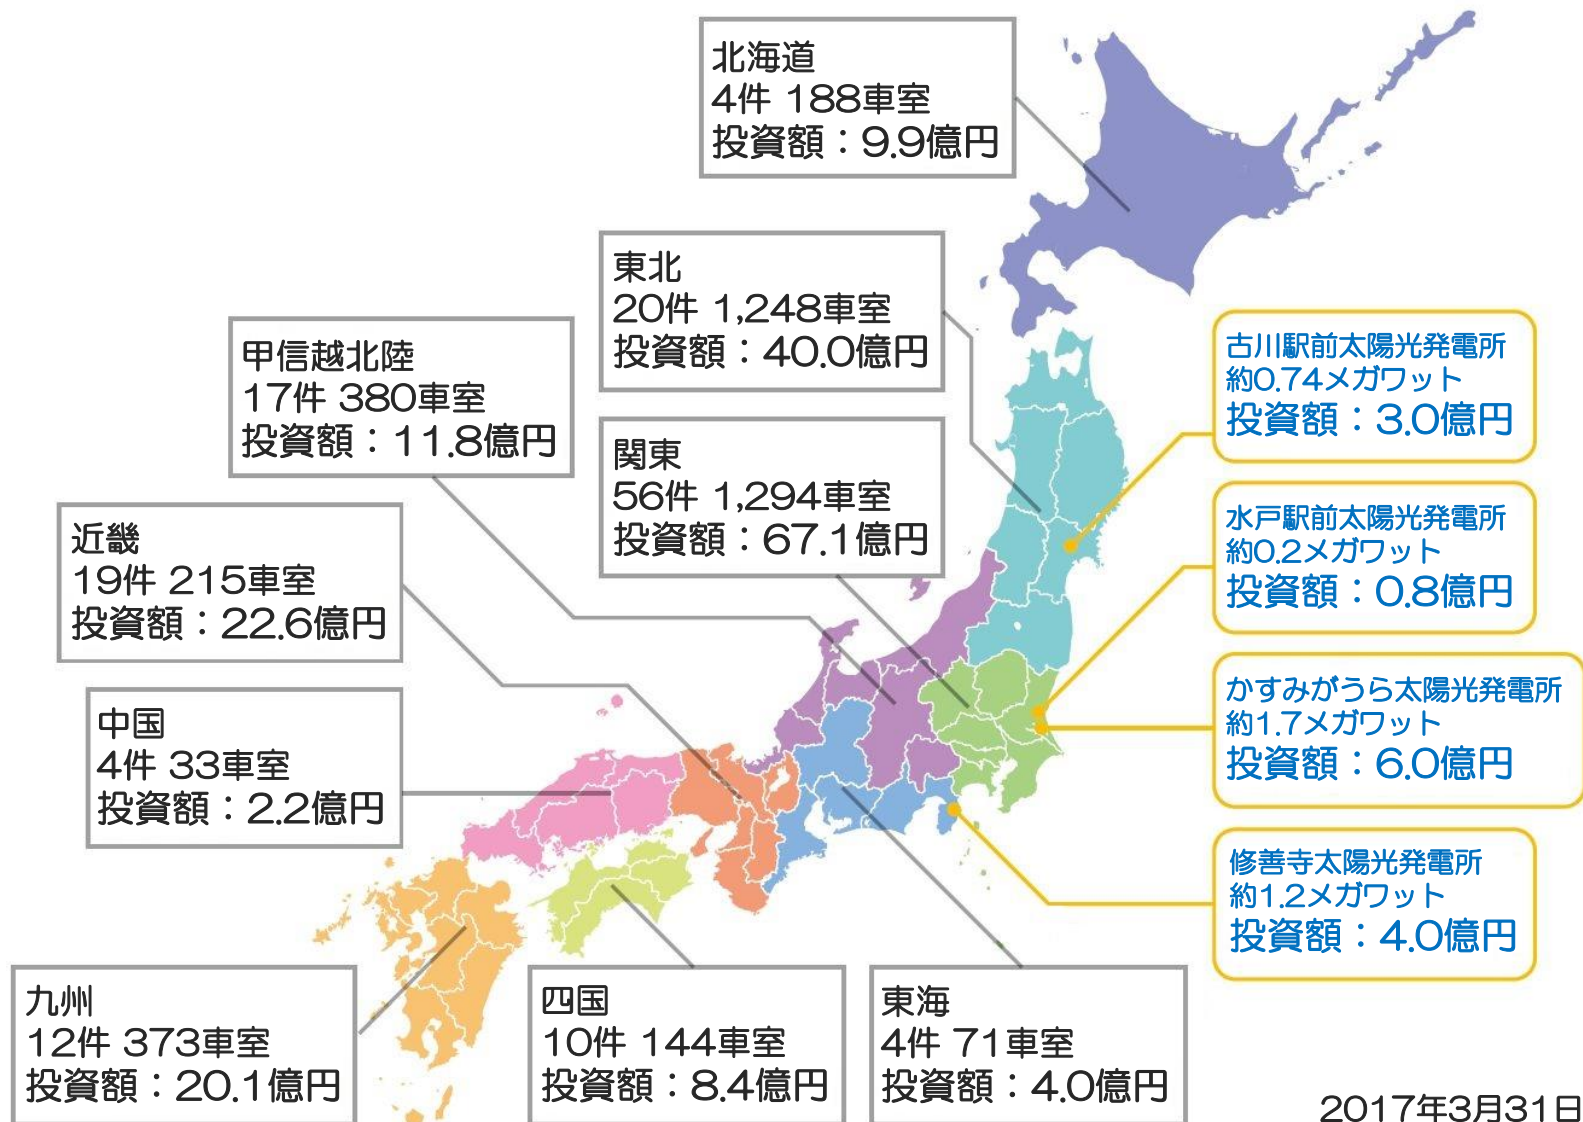 北海道
4件 188車室
投資額：9.9億円
東北
20件 1,248車室
投資額：40.0億円
甲信越北陸
17件 380車室
投資額：11.8億円
関東
56件 1,294車室
投資額：67.1億円
近畿
19件 215車室
投資額：22.6億円
中国
4件 33車室
投資額：2.2億円
九州
12件 373車室
投資額：20.1億円
四国
10件 144車室
投資額：8.4億円
東海
4件 71車室
投資額：4.0億円
古川駅前太陽光発電所
約0.74メガワット
投資額：3.0億円
水戸駅前太陽光発電所
約0.2メガワット
投資額：0.8億円
かすみがうら太陽光発電所
約1.7メガワット
投資額：6.0億円
修善寺太陽光発電所
約1.2メガワット
投資額：4.0億円
2017年3月31日